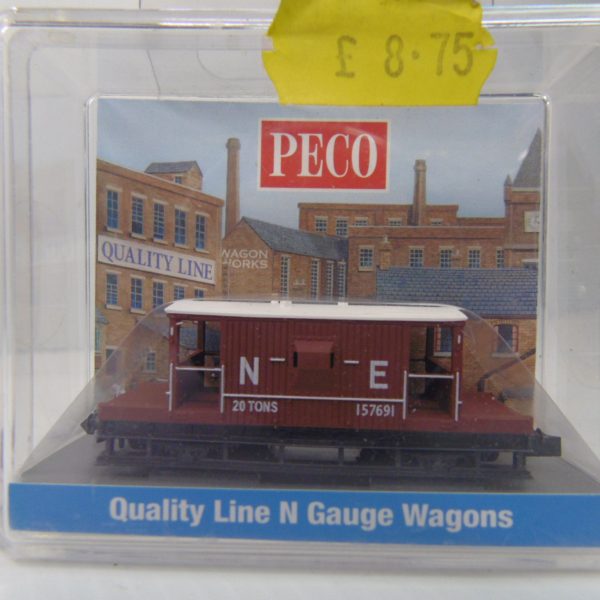 £ 8.75
PECO
QUALITY LINE
WAGON
WORKS
N E
20 TONS 157691
Quality Line N Gauge Wagons